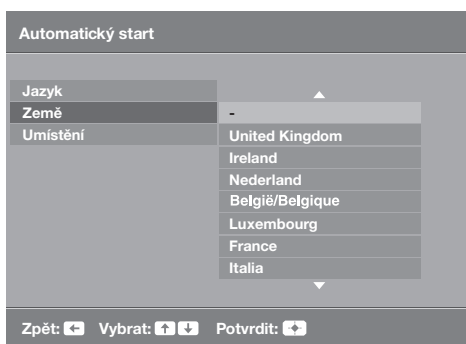 Automatický start
Jazyk
Země
-
Umístění
United Kingdom
Ireland
Nederland
België/Belgique
Luxembourg
France
Italia
Zpět: Vybrat: Potvrdit: